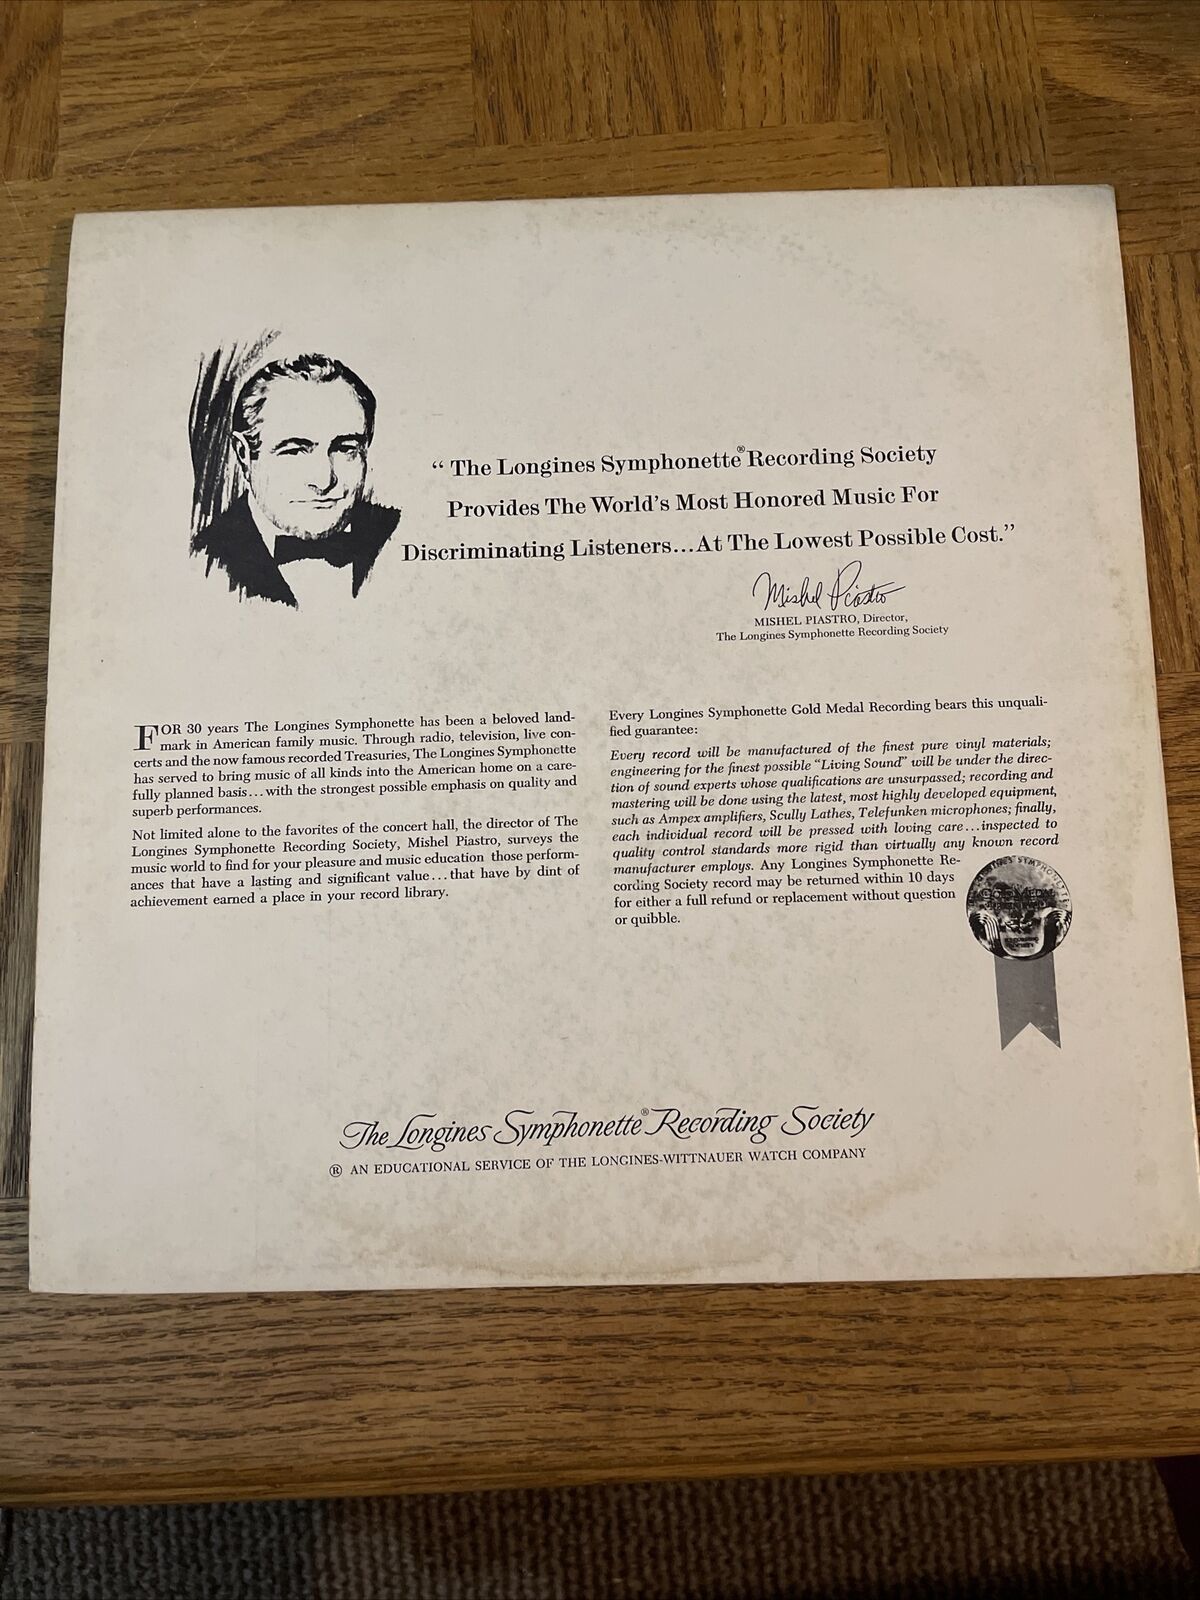 “ The Longines Symphonette® Recording Society
Provides The World’s Most Honored Music For
Discriminating Listeners...At The Lowest Possible Cost.”
Mishel Piastro
MISHEL PIASTRO, Director,
The Longines Symphonette Recording Society
FOR 30 years The Longines Symphonette has been a beloved land-
mark in American family music. Through radio, television, live con-
certs and the now famous recorded Treasuries, The Longines Symphonette
has served to bring music of all kinds into the American home on a care-
fully planned basis...with the strongest possible emphasis on quality and
superb performances.
Not limited alone to the favorites of the concert hall, the director of The
Longines Symphonette Recording Society, Mishel Piastro, surveys the
music world to find for your pleasure and music education those perform-
ances that have a lasting and significant value...that have by dint of
achievement earned a place in your record library.
Every Longines Symphonette Gold Medal Recording bears this unquali-
fied guarantee:
Every record will be manufactured of the finest pure vinyl materials;
engineering for the finest possible “Living Sound” will be under the direc-
tion of sound experts whose qualifications are unsurpassed; recording and
mastering will be done using the latest, most highly developed equipment,
such as Ampex amplifiers, Scully Lathes, Telefunken microphones; finally,
each individual record will be pressed with loving care...inspected to
quality control standards more rigid than virtually any known record
manufacturer employs. Any Longines Symphonette Re-
cording Society record may be returned within 10 days
for either a full refund or replacement without question
or quibble.
GOLD MEDAL
The Longines Symphonette® Recording Society
® AN EDUCATIONAL SERVICE OF THE LONGINES-WITTNAUER WATCH COMPANY